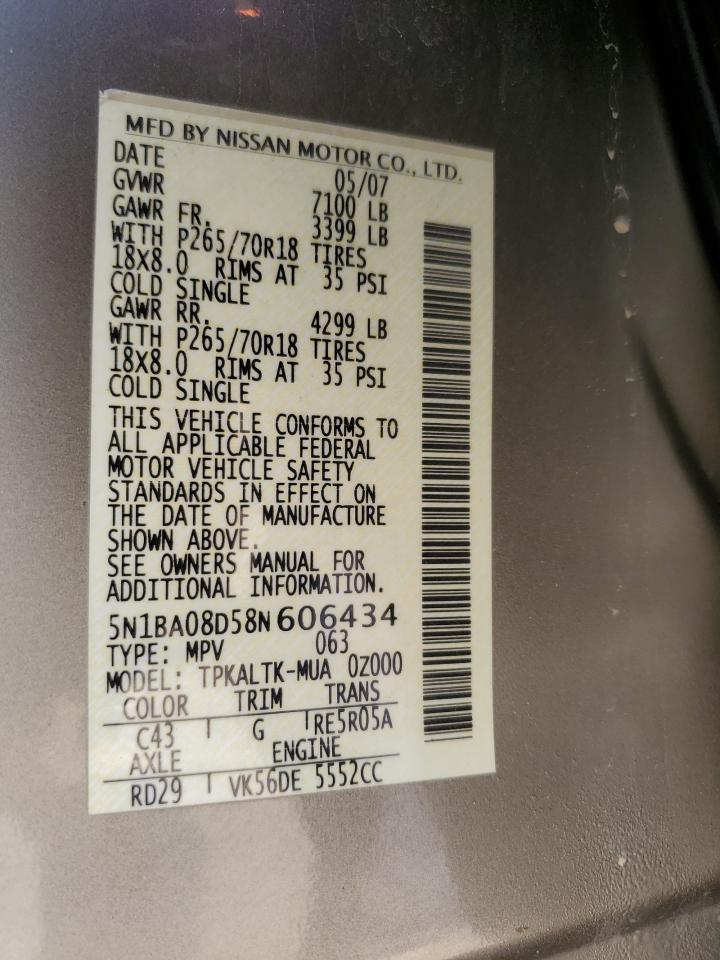 MFD BY NISSAN MOTOR CO., LTD.
DATE 05/07
GVWR 7100 LB
GAWR FR. 3399 LB
WITH P265/70R18 TIRES
18X8.0 RIMS AT 35 PSI
COLD SINGLE
GAWR RR. 4299 LB
WITH P265/70R18 TIRES
18X8.0 RIMS AT 35 PSI
COLD SINGLE
THIS VEHICLE CONFORMS TO
ALL APPLICABLE FEDERAL
MOTOR VEHICLE SAFETY
STANDARDS IN EFFECT ON
THE DATE OF MANUFACTURE
SHOWN ABOVE.
SEE OWNERS MANUAL FOR
ADDITIONAL INFORMATION.
5N1BA08D58N606434
TYPE: MPV 063
MODEL: TPKALTK-MUA 0Z000
COLOR TRIM TRANS
C43 G RE5R05A
AXLE ENGINE
RD29 VK56DE 5552CC